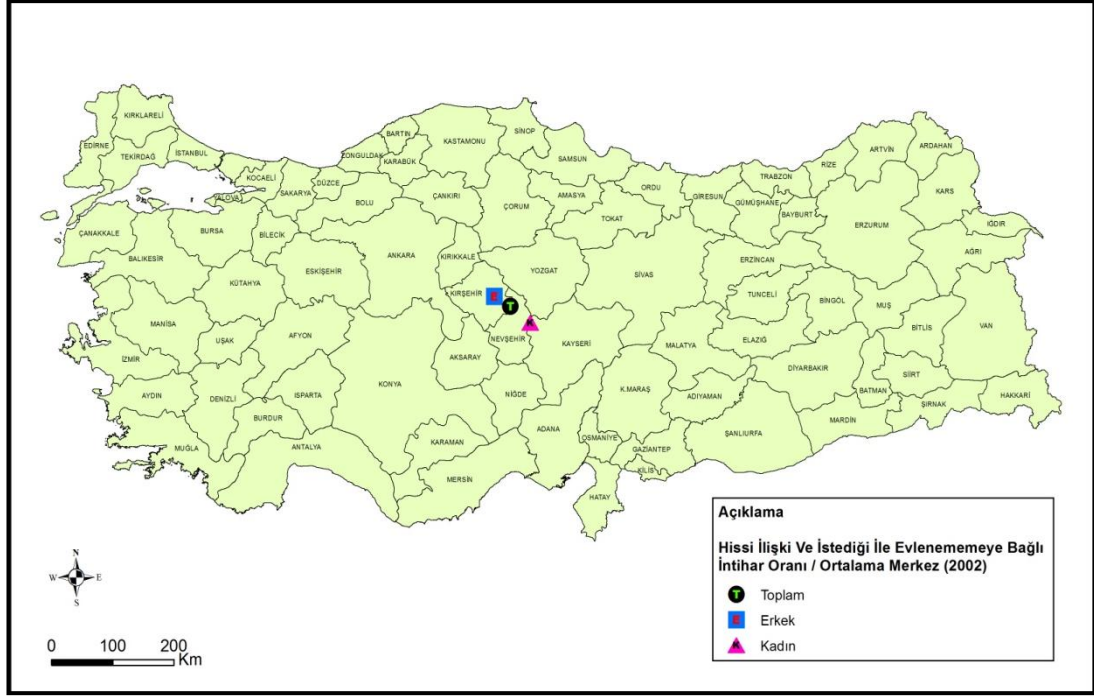 KIRKLARELİ
EDİRNE
TEKİRDAĞ
İSTANBUL
KOCAELİ
YALOVA
SAKARYA
DÜZCE
ZONGULDAK
BARTIN
KARABÜK
KASTAMONU
SİNOP
SAMSUN
ORDU
GİRESUN
TRABZON
RİZE
ARTVİN
ARDAHAN
KARS
IĞDIR
AĞRI
ERZURUM
BAYBURT
GÜMÜŞHANE
BOLU
ÇANKIRI
ÇORUM
AMASYA
TOKAT
ÇANAKKALE
BALIKESİR
BURSA
BİLECİK
KÜTAHYA
ESKİŞEHİR
ANKARA
KIRIKKALE
YOZGAT
SİVAS
ERZİNCAN
TUNCELİ
BİNGÖL
MUŞ
BİTLİS
VAN
KIRŞEHİR
E
T
K
NEVŞEHİR
KAYSERİ
MALATYA
ELAZIĞ
DİYARBAKIR
BATMAN
SİİRT
ŞIRNAK
HAKKARİ
MANİSA
UŞAK
AFYON
İZMİR
AYDIN
DENİZLİ
ISPARTA
BURDUR
KONYA
AKSARAY
NİĞDE
K.MARAŞ
ADIYAMAN
ŞANLIURFA
MARDİN
MUĞLA
ANTALYA
KARAMAN
MERSİN
ADANA
OSMANİYE
GAZİANTEP
KİLİS
HATAY
N
W E
S
0 100 200
Km
Açıklama
Hissi İlişki Ve İstediği İle Evlenememeye Bağlı
İntihar Oranı / Ortalama Merkez (2002)
T Toplam
E Erkek
K Kadın